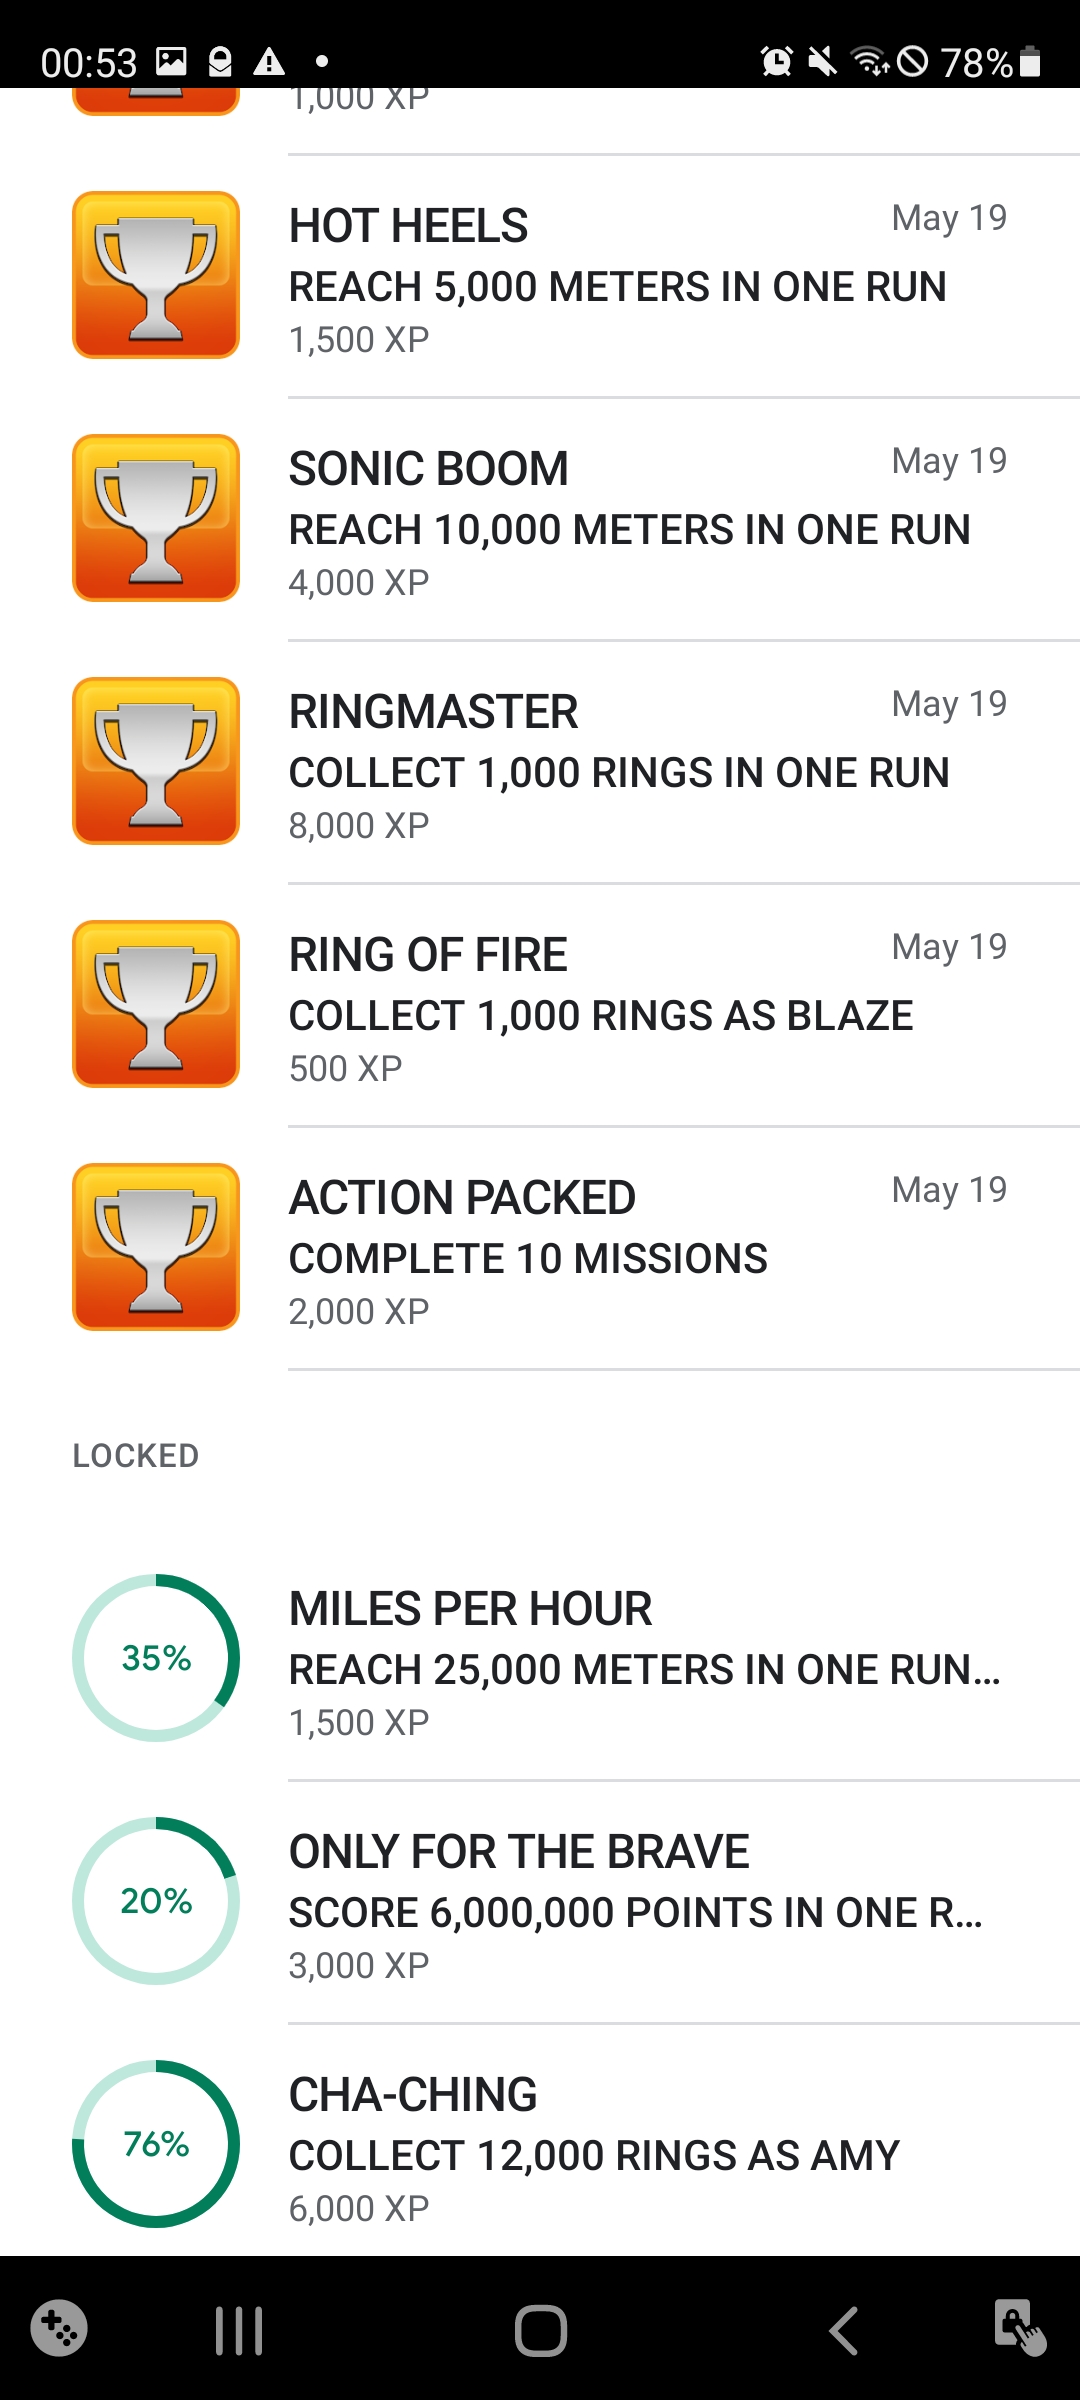 00:53
78%
1,000 XP
HOT HEELS
May 19
REACH 5,000 METERS IN ONE RUN
1,500 XP
SONIC BOOM
May 19
REACH 10,000 METERS IN ONE RUN
4,000 XP
RINGMASTER
May 19
COLLECT 1,000 RINGS IN ONE RUN
8,000 XP
RING OF FIRE
May 19
COLLECT 1,000 RINGS AS BLAZE
500 XP
ACTION PACKED
May 19
COMPLETE 10 MISSIONS
2,000 XP
LOCKED
35%
MILES PER HOUR
REACH 25,000 METERS IN ONE RUN...
1,500 XP
20%
ONLY FOR THE BRAVE
SCORE 6,000,000 POINTS IN ONE R...
3,000 XP
76%
CHA-CHING
COLLECT 12,000 RINGS AS AMY
6,000 XP